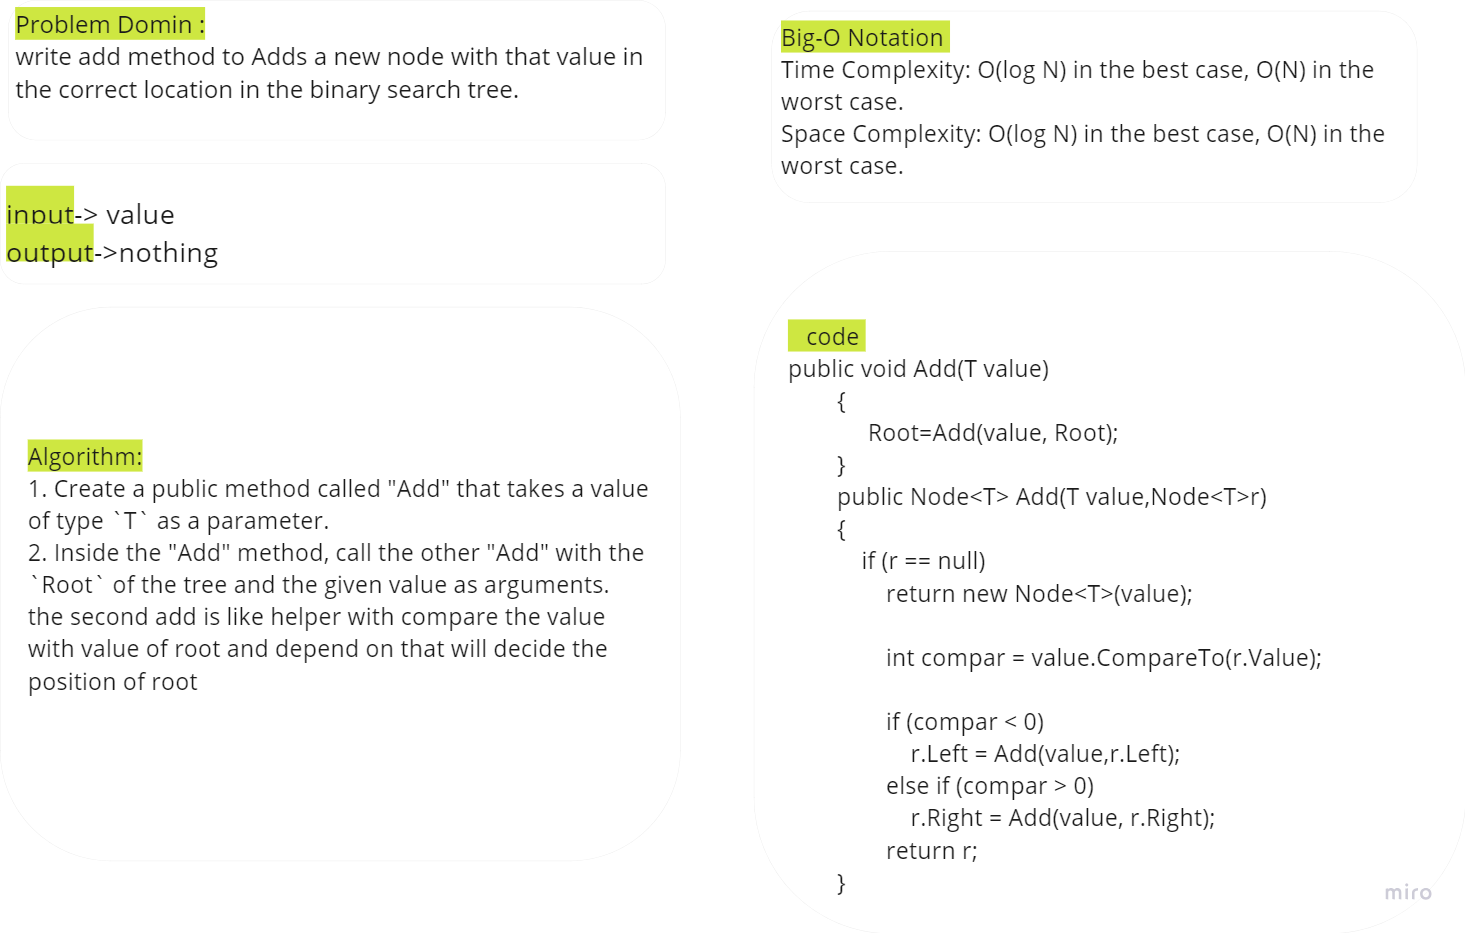 Problem Domin :
write add method to Adds a new node with that value in
the correct location in the binary search tree.
input-> value
output->nothing
Algorithm:
1. Create a public method called "Add" that takes a value
of type `T` as a parameter.
2. Inside the "Add" method, call the other "Add" with the
`Root` of the tree and the given value as arguments.
the second add is like helper with compare the value
with value of root and depend on that will decide the
position of root
Big-O Notation
Time Complexity: O(log N) in the best case, O(N) in the
worst case.
Space Complexity: O(log N) in the best case, O(N) in the
worst case.
code
public void Add(T value)
{
Root=Add(value, Root);
}
public Node<T> Add(T value,Node<T>r)
{
if (r == null)
return new Node<T>(value);
int compar = value.CompareTo(r.Value);
if (compar < 0)
r.Left = Add(value,r.Left);
else if (compar > 0)
r.Right = Add(value, r.Right);
return r;
}
miro